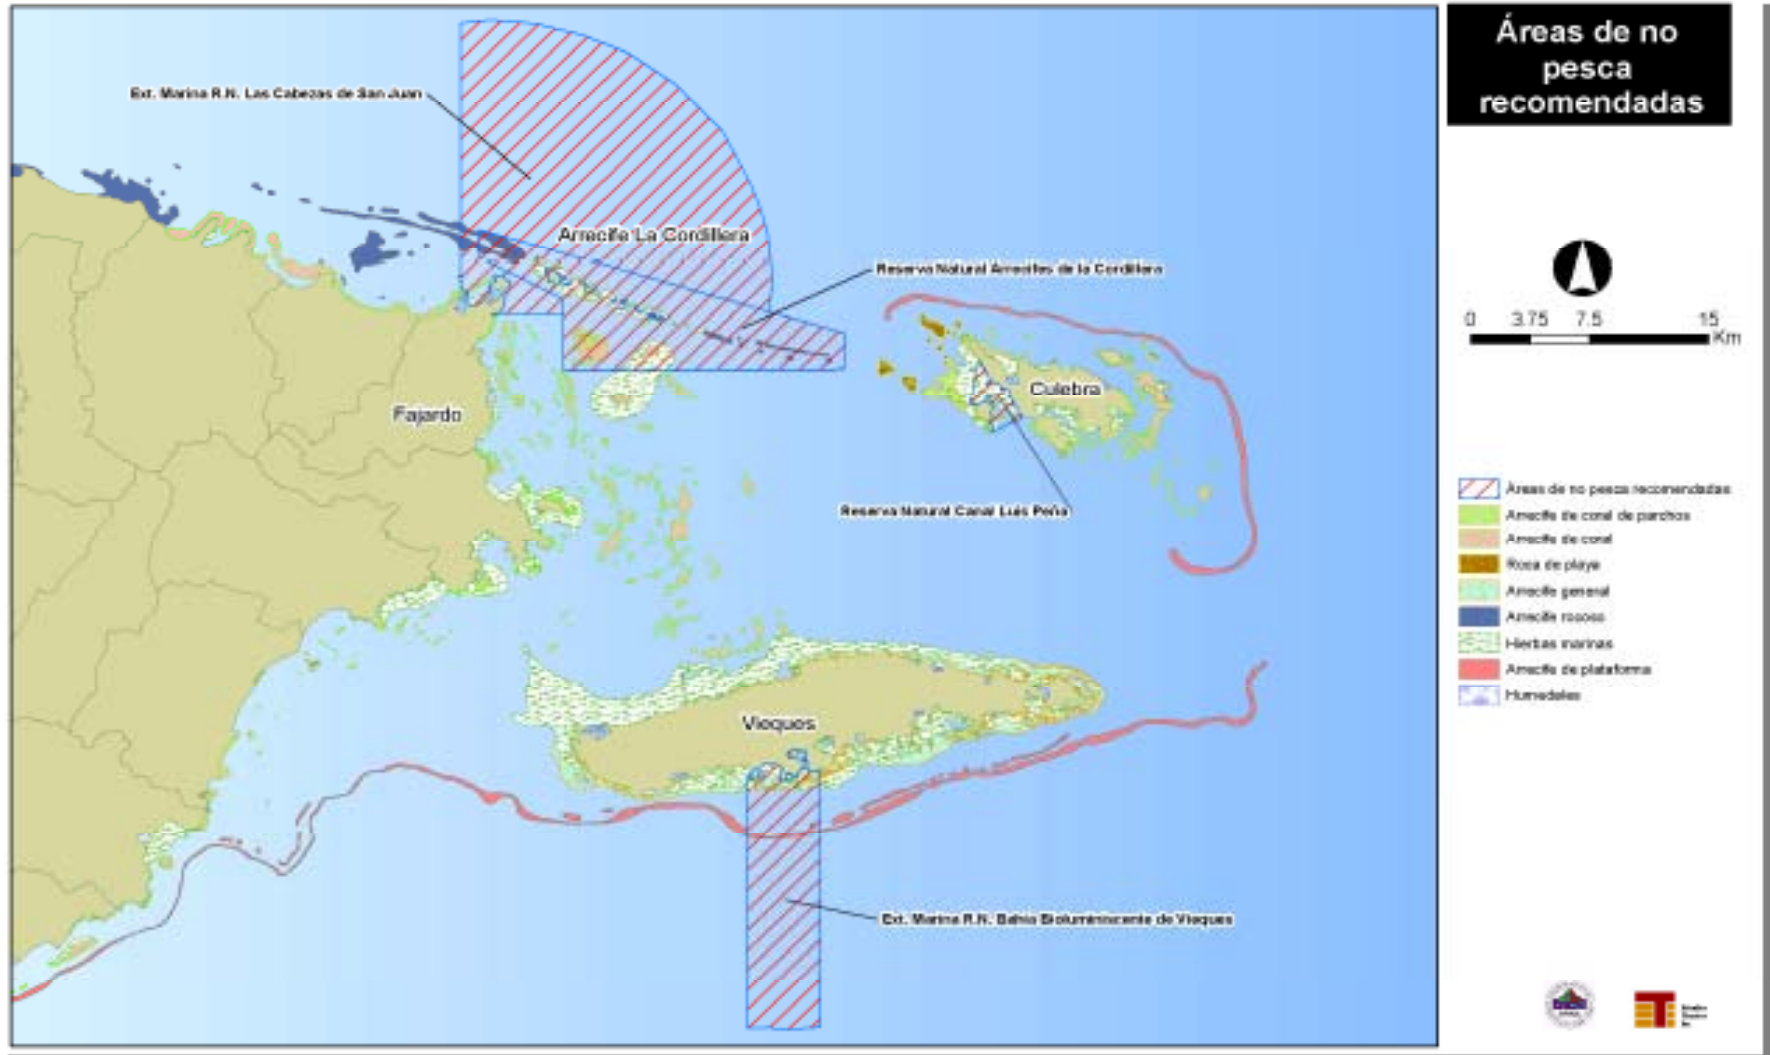 Áreas de no
pesca
recomendadas
Ext. Marina R.N. Las Cabezas de San Juan
Arrecife La Cordillera
Reserva Natural Arrecifes de la Cordillera
Culebra
Fajardo
Reserva Natural Canal Luis Peña
Vieques
Ext. Marina R.N. Bahía Bioluminiscente de Vieques
0 3.75 7.5 15
Km
Áreas de no pesca recomendadas
Arrecife de coral de parchos
Arrecife de coral
Roca de playa
Arrecife general
Arrecife rocoso
Hierbas marinas
Arrecife de plataforma
Humedales